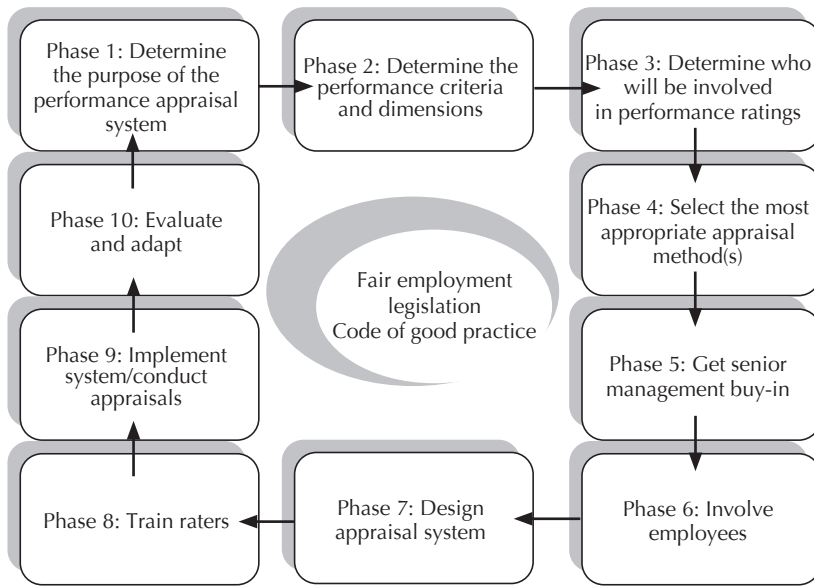 Phase 1: Determine
the purpose of the
performance appraisal
system
Phase 2: Determine the
performance criteria
and dimensions
Phase 3: Determine who
will be involved
in performance ratings
Phase 4: Select the most
appropriate appraisal
method(s)
Phase 5: Get senior
management buy-in
Phase 6: Involve
employees
Phase 7: Design
appraisal system
Phase 8: Train raters
Phase 9: Implement
system/conduct
appraisals
Phase 10: Evaluate
and adapt
Fair employment
legislation
Code of good practice